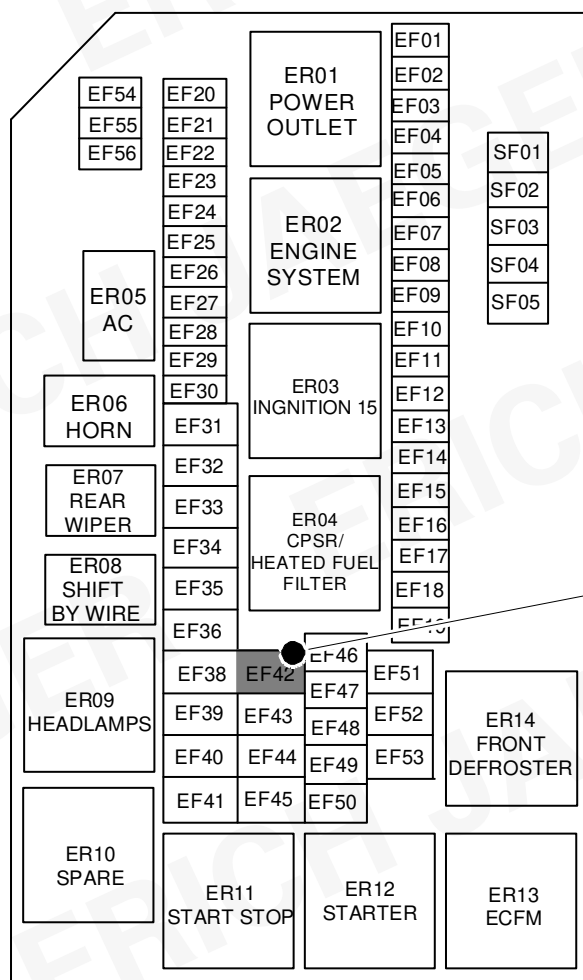 EF54
EF55
EF56
EF20
EF21
EF22
EF23
EF24
EF25
EF26
EF27
EF28
EF29
EF30
EF31
EF32
EF33
EF34
EF35
EF36
EF38
EF39
EF40
EF41
ER01
POWER
OUTLET
ER02
ENGINE
SYSTEM
ER03
INGNITION 15
ER04
CPSR/
HEATED FUEL
FILTER
EF01
EF02
EF03
EF04
EF05
EF06
EF07
EF08
EF09
EF10
EF11
EF12
EF13
EF14
EF15
EF16
EF17
EF18
EF19
SF01
SF02
SF03
SF04
SF05
ER05
AC
ER06
HORN
ER07
REAR
WIPER
ER08
SHIFT
BY WIRE
ER09
HEADLAMPS
EF42
EF43
EF44
EF45
EF46
EF47
EF48
EF49
EF50
EF51
EF52
EF53
ER14
FRONT
DEFROSTER
ER10
SPARE
ER11
START STOP
ER12
STARTER
ER13
ECFM
ERICH JAEGER